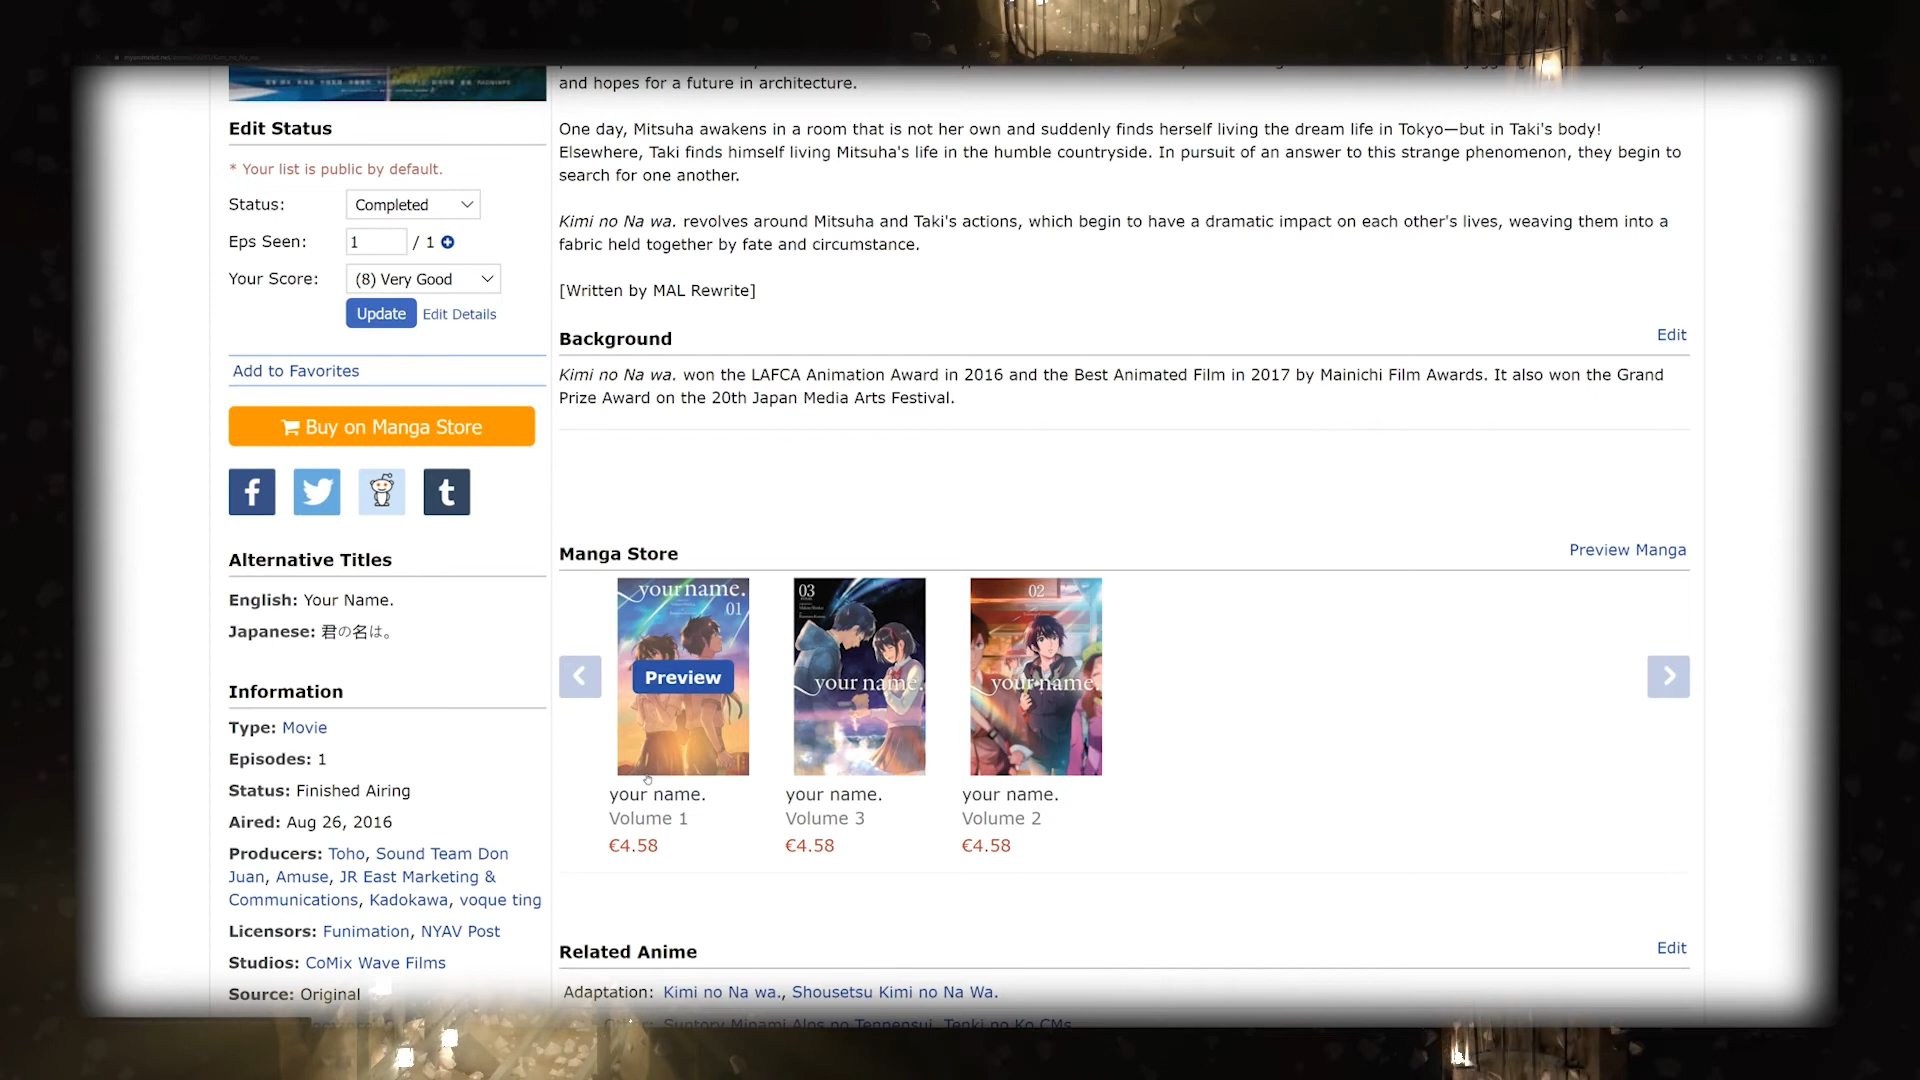 and hopes for a future in architecture.
Edit Status
* Your list is public by default.
Status: Completed
Eps Seen: 1 / 1
Your Score: (8) Very Good
Update Edit Details
Add to Favorites
Buy on Manga Store
Alternative Titles
English: Your Name.
Japanese: 君の名は。
Information
Type: Movie
Episodes: 1
Status: Finished Airing
Aired: Aug 26, 2016
Producers: Toho, Sound Team Don
Juan, Amuse, JR East Marketing &
Communications, Kadokawa, voque ting
Licensors: Funimation, NYAV Post
Studios: CoMix Wave Films
Source: Original
One day, Mitsuha awakens in a room that is not her own and suddenly finds herself living the dream life in Tokyo—but in Taki's body!
Elsewhere, Taki finds himself living Mitsuha's life in the humble countryside. In pursuit of an answer to this strange phenomenon, they begin to
search for one another.
Kimi no Na wa. revolves around Mitsuha and Taki's actions, which begin to have a dramatic impact on each other's lives, weaving them into a
fabric held together by fate and circumstance.
[Written by MAL Rewrite]
Background Edit
Kimi no Na wa. won the LAFCA Animation Award in 2016 and the Best Animated Film in 2017 by Mainichi Film Awards. It also won the Grand
Prize Award on the 20th Japan Media Arts Festival.
Manga Store Preview Manga
your name.
01
Preview
03
your name.
02
your name.
your name.
Volume 1
€4.58
your name.
Volume 3
€4.58
your name.
Volume 2
€4.58
Related Anime Edit
Adaptation: Kimi no Na wa., Shousetsu Kimi no Na Wa.
Suntory Minami Alps no Tennensui, Tenki no Ko CMs